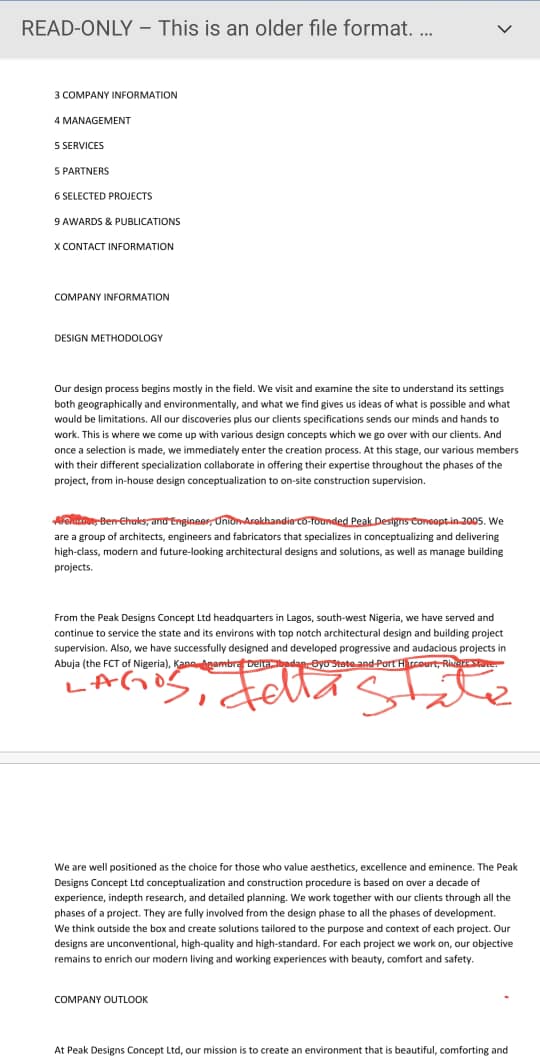 READ-ONLY – This is an older file format. ...
3 COMPANY INFORMATION
4 MANAGEMENT
5 SERVICES
5 PARTNERS
6 SELECTED PROJECTS
9 AWARDS & PUBLICATIONS
X CONTACT INFORMATION
COMPANY INFORMATION
DESIGN METHODOLOGY
Our design process begins mostly in the field. We visit and examine the site to understand its settings
both geographically and environmentally, and what we find gives us ideas of what is possible and what
would be limitations. All our discoveries plus our clients specifications sends our minds and hands to
work. This is where we come up with various design concepts which we go over with our clients. And
once a selection is made, we immediately enter the creation process. At this stage, our various members
with their different specialization collaborate in offering their expertise throughout the phases of the
project, from in-house design conceptualization to on-site construction supervision.
Ben Chuks, and Engineer, Union Arekhandia co-founded Peak Designs Concept in 2005. We
are a group of architects, engineers and fabricators that specializes in conceptualizing and delivering
high-class, modern and future-looking architectural designs and solutions, as well as manage building
projects.
From the Peak Designs Concept Ltd headquarters in Lagos, south-west Nigeria, we have served and
continue to service the state and its environs with top notch architectural design and building project
supervision. Also, we have successfully designed and developed progressive and audacious projects in
Abuja (the FCT of Nigeria), Kano, Anambra, Delta, Ibadan, Oyo State and Port Harcourt, Rivers State.
LAGOS, Delta State
We are well positioned as the choice for those who value aesthetics, excellence and eminence. The Peak
Designs Concept Ltd conceptualization and construction procedure is based on over a decade of
experience, indepth research, and detailed planning. We work together with our clients through all the
phases of a project. They are fully involved from the design phase to all the phases of development.
We think outside the box and create solutions tailored to the purpose and context of each project. Our
designs are unconventional, high-quality and high-standard. For each project we work on, our objective
remains to enrich our modern living and working experiences with beauty, comfort and safety.
COMPANY OUTLOOK
At Peak Designs Concept Ltd, our mission is to create an environment that is beautiful, comforting and